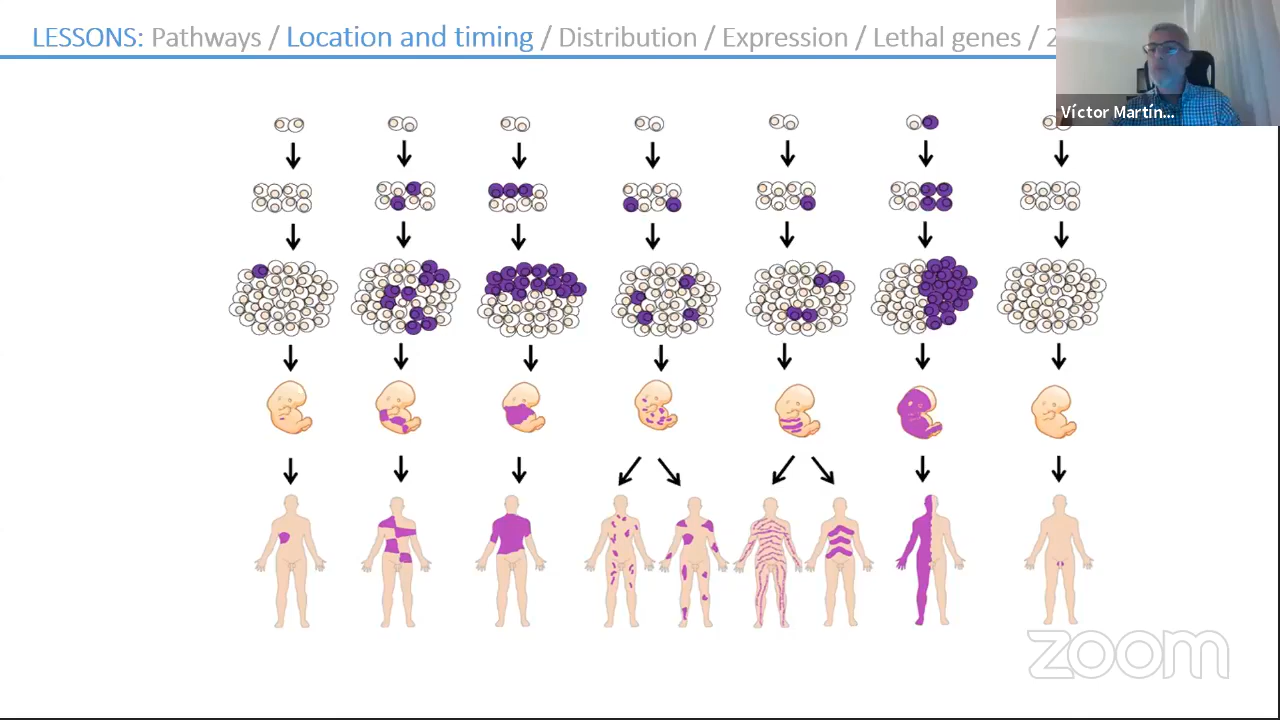 LESSONS: Pathways / Location and timing / Distribution / Expression / Lethal genes / 2
Víctor Martín...
zoom